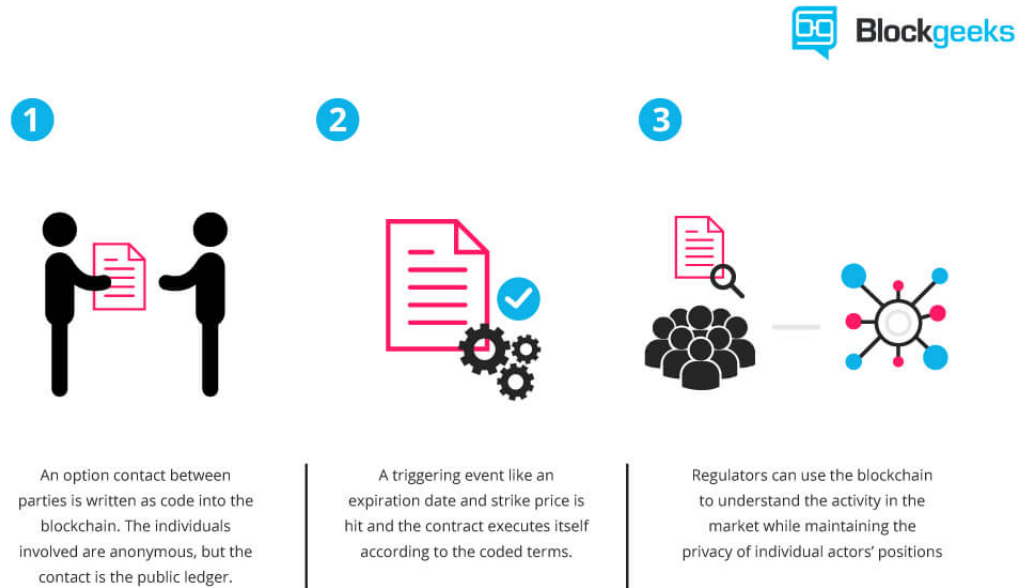 Blockgeeks
1
2
3
An option contact between
parties is written as code into the
blockchain. The individuals
involved are anonymous, but the
contact is the public ledger.
A triggering event like an
expiration date and strike price is
hit and the contract executes itself
according to the coded terms.
Regulators can use the blockchain
to understand the activity in the
market while maintaining the
privacy of individual actors’ positions